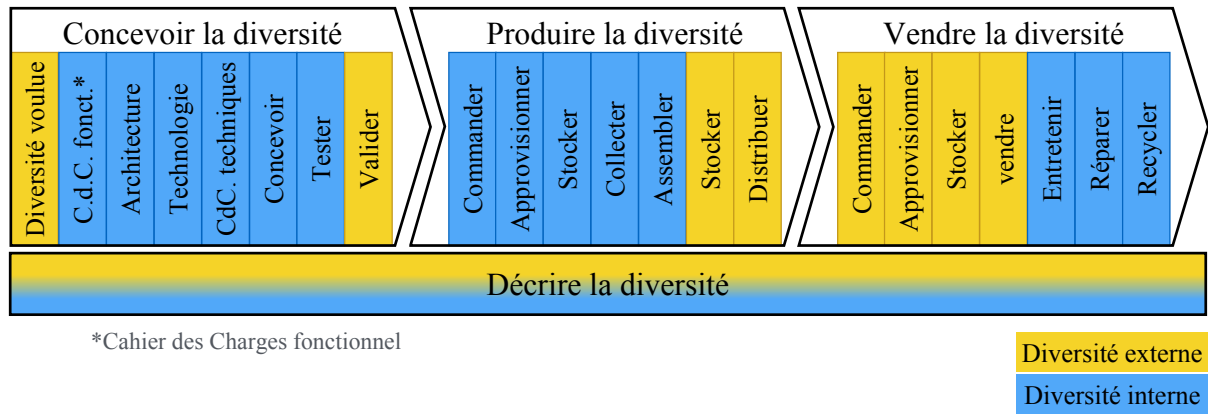 Concevoir la diversité
Diversité voulue
C.d.C. fonct.*
Architecture
Technologie
CdC. techniques
Concevoir
Tester
Valider
Produire la diversité
Commander
Approvisionner
Stocker
Collecter
Assembler
Stocker
Distribuer
Vendre la diversité
Commander
Approvisionner
Stocker
vendre
Entretenir
Réparer
Recycler
Décrire la diversité
*Cahier des Charges fonctionnel
Diversité externe
Diversité interne